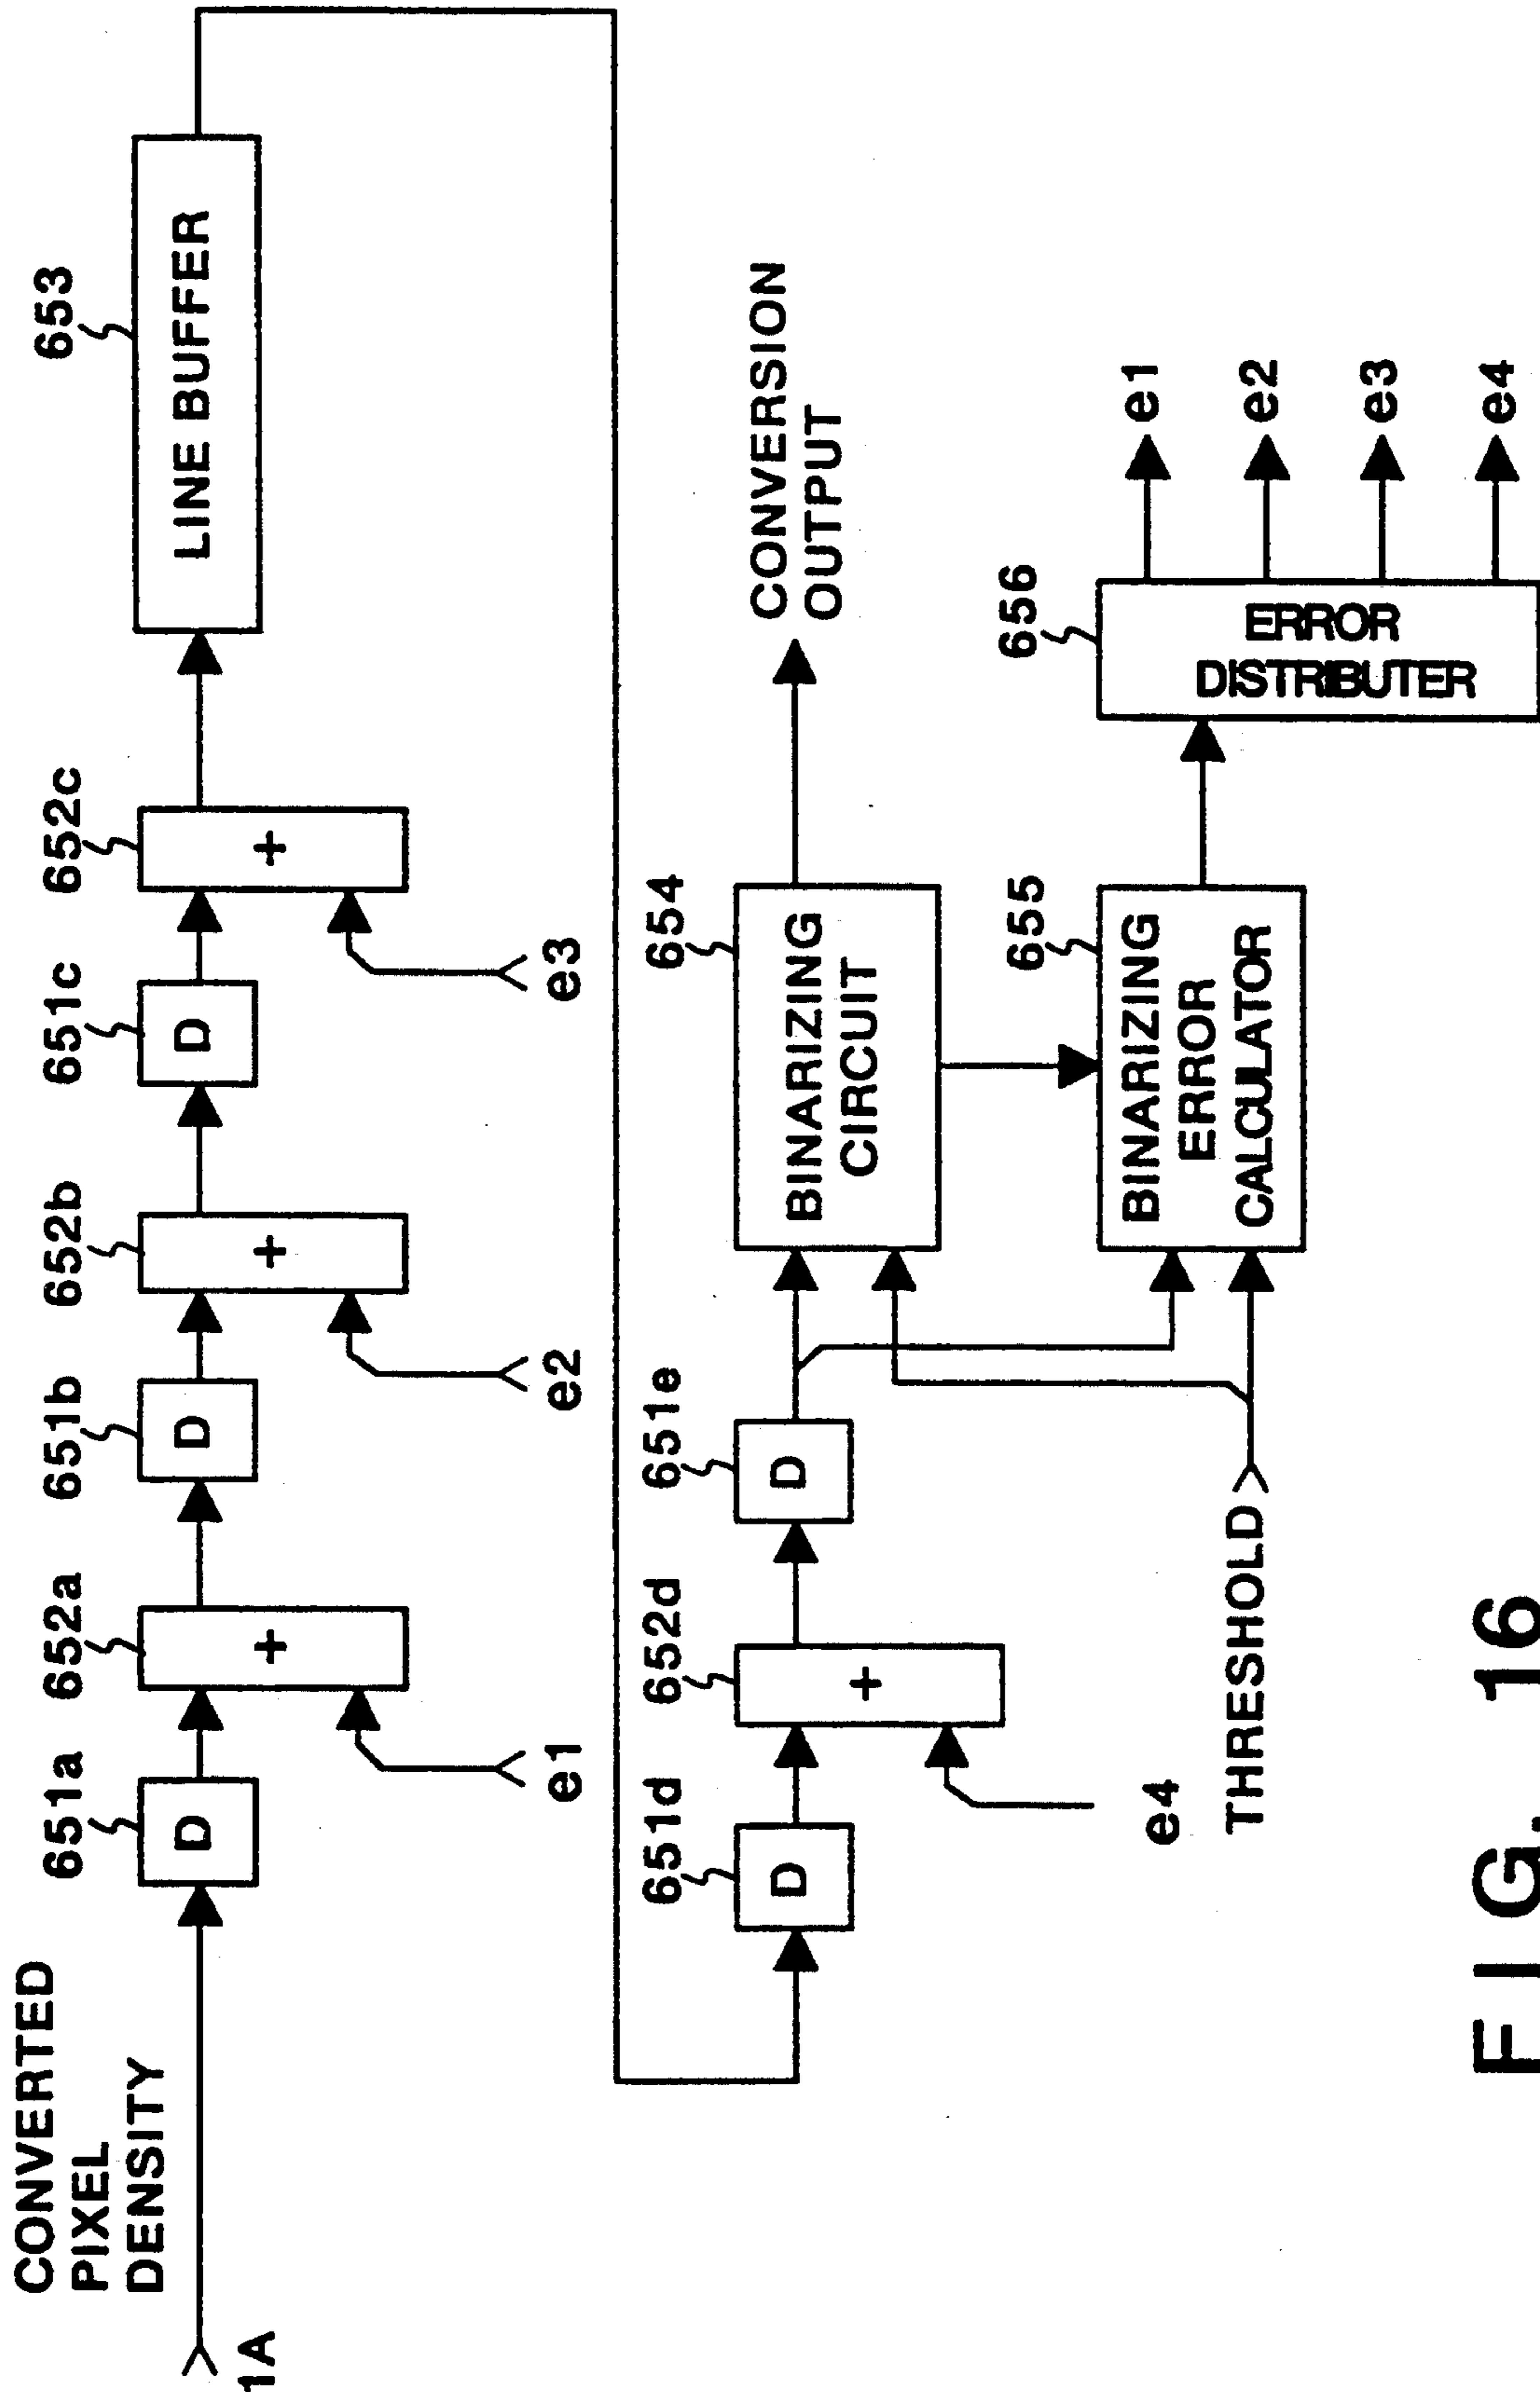 CONVERTED
PIXEL
DENSITY
1A
651a
D
652a
+
e1
651b
D
652b
+
e2
651c
D
652c
+
e3
653
LINE BUFFER
651d
D
652d
+
e4
651e
D
THRESHOLD
654
BINARIZING
CIRCUIT
CONVERSION
OUTPUT
655
BINARIZING
ERROR
CALCULATOR
656
ERROR
DISTRIBUTER
e1
e2
e3
e4
FIG. 16